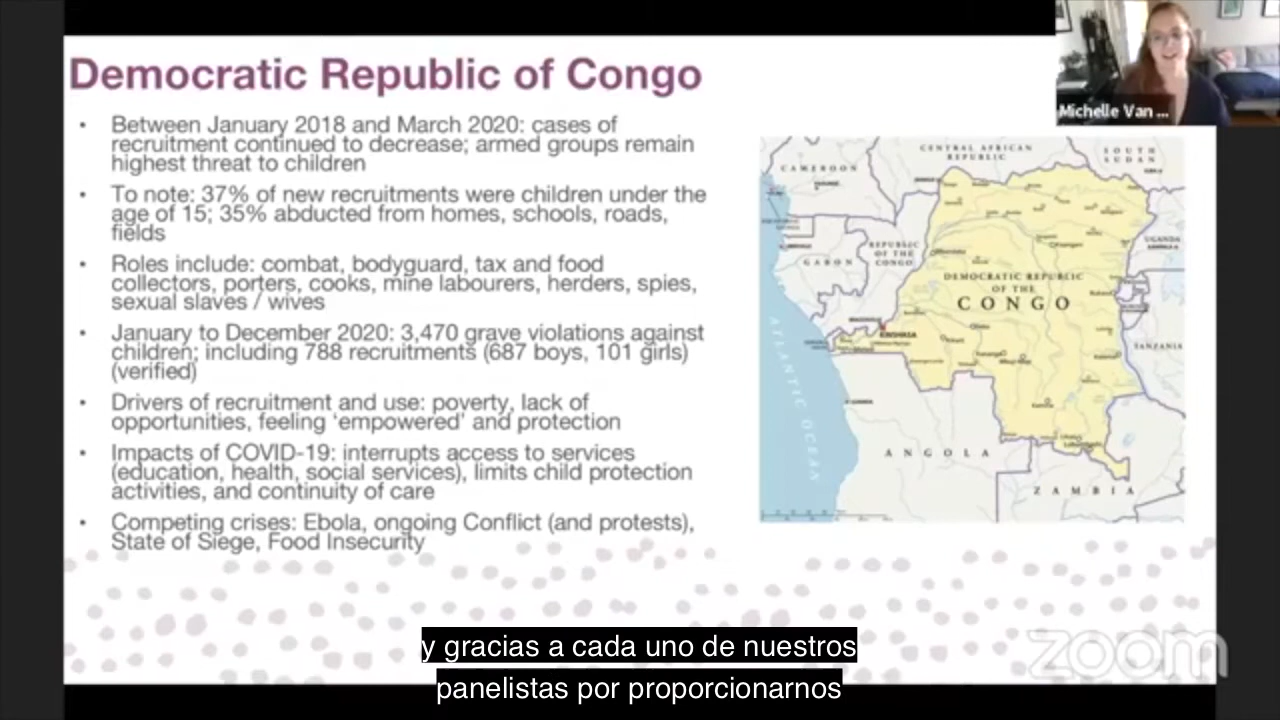 Democratic Republic of Congo
Michelle Van ...
• Between January 2018 and March 2020: cases of
recruitment continued to decrease; armed groups remain
highest threat to children
• To note: 37% of new recruitments were children under the
age of 15; 35% abducted from homes, schools, roads,
fields
• Roles include: combat, bodyguard, tax and food
collectors, porters, cooks, mine labourers, herders, spies,
sexual slaves / wives
• January to December 2020: 3,470 grave violations against
children; including 788 recruitments (687 boys, 101 girls)
(verified)
• Drivers of recruitment and use: poverty, lack of
opportunities, feeling ‘empowered’ and protection
• Impacts of COVID-19: interrupts access to services
(education, health, social services), limits child protection
activities, and continuity of care
• Competing crises: Ebola, ongoing Conflict (and protests),
State of Siege, Food Insecurity
CENTRAL AFRICAN
REPUBLIC
SOUTH
SUDAN
CAMEROON
UGANDA
REPUBLIC
OF THE
CONGO
GABON
DEMOCRATIC REPUBLIC
OF THE
CONGO
KINSHASA
TANZANIA
ATLANTIC OCEAN
ANGOLA
ZAMBIA
y gracias a cada uno de nuestros
panelistas por proporcionarnos
zoom